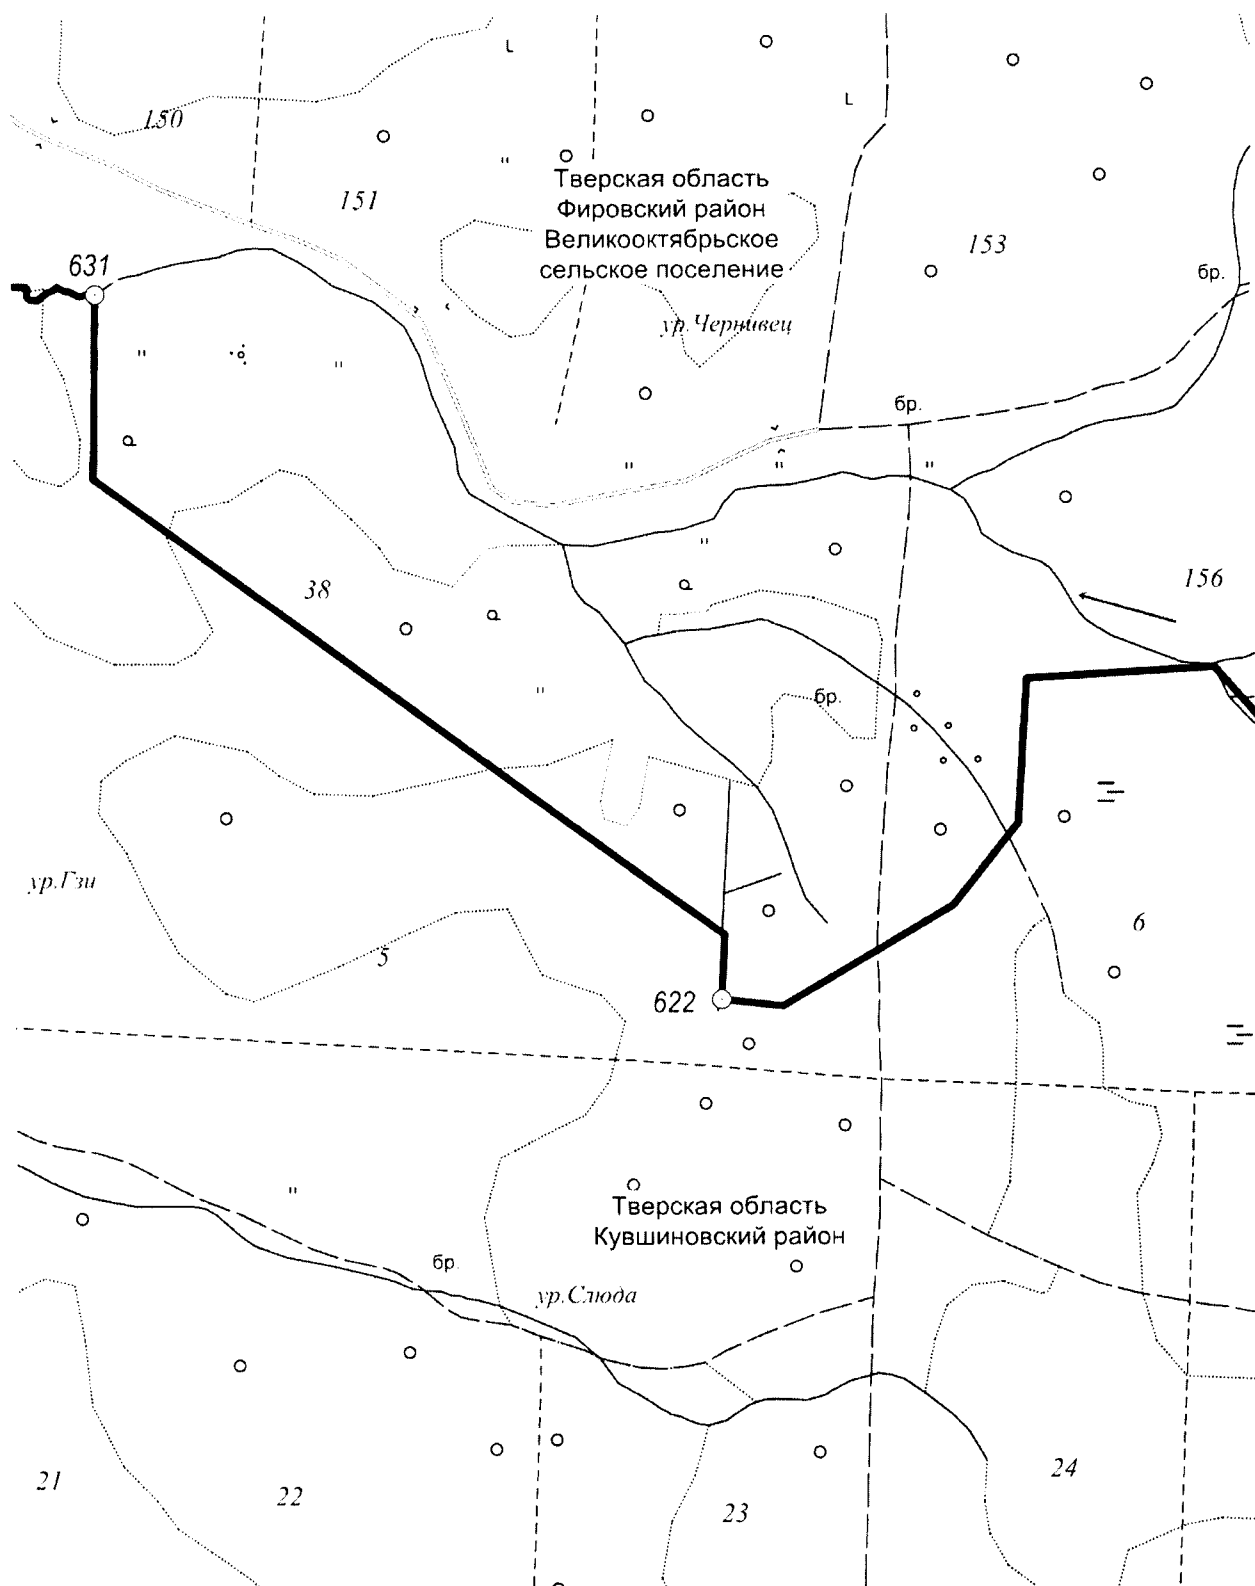 150
151
Тверская область
Фировский район
Великооктябрьское
сельское поселение
153
631
бр.
ур.Чернивец
бр.
38
156
бр.
ур.Гзи
5
6
622
Тверская область
Кувшиновский район
бр.
ур.Слюда
21
22
23
24